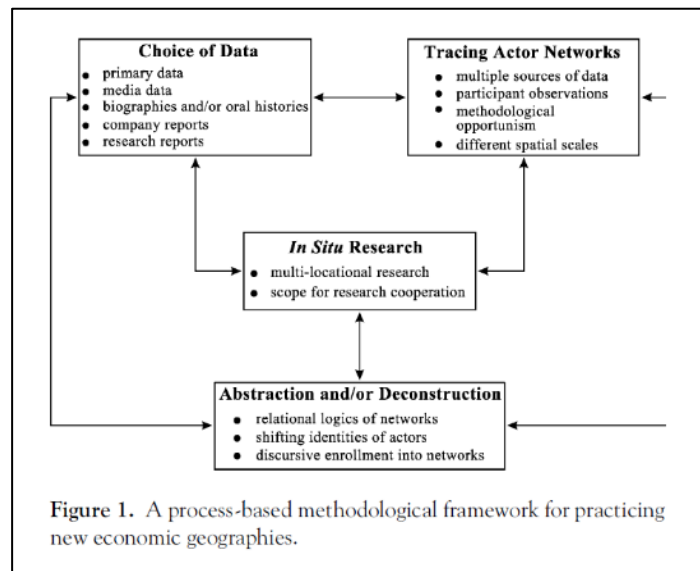 Choice of Data
● primary data
● media data
● biographies and/or oral histories
● company reports
● research reports
Tracing Actor Networks
● multiple sources of data
● participant observations
● methodological
opportunism
● different spatial scales
In Situ Research
● multi-locational research
● scope for research cooperation
Abstraction and/or Deconstruction
● relational logics of networks
● shifting identities of actors
● discursive enrollment into networks
Figure 1. A process-based methodological framework for practicing
new economic geographies.